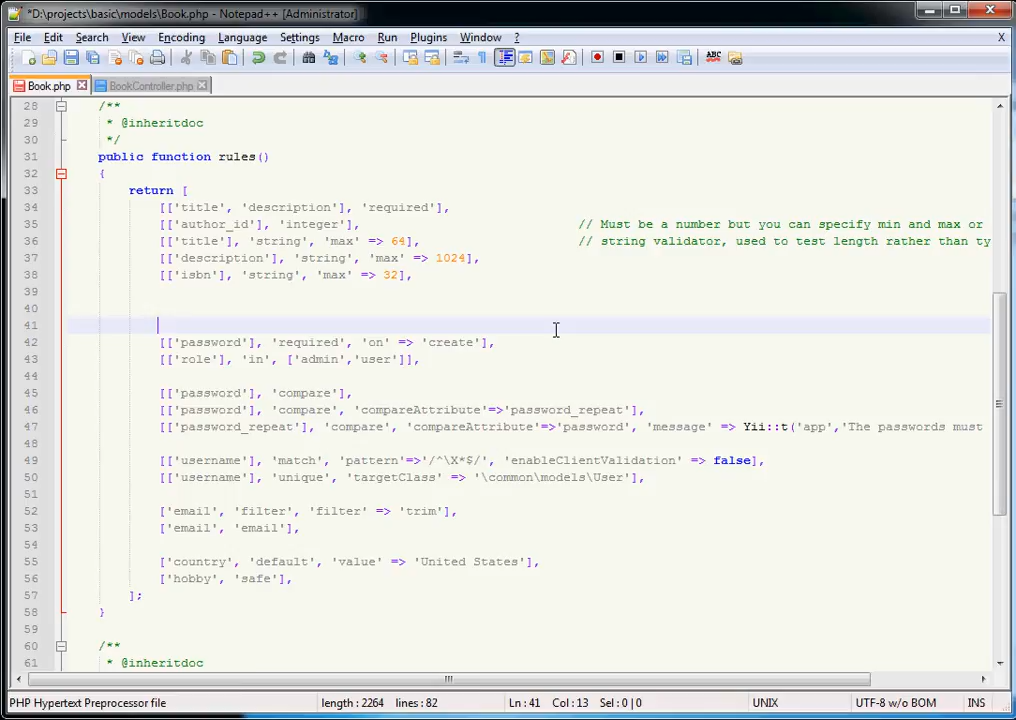 *D:\projects\basic\models\Book.php - Notepad++ [Administrator]
File Edit Search View Encoding Language Settings Macro Run Plugins Window ? X
ABC
Book.php BookController.php
28 /**
29 * @inheritdoc
30 */
31 public function rules()
32 {
33 return [
34 [['title', 'description'], 'required'],
35 [['author_id'], 'integer'], // Must be a number but you can specify min and max or
36 [['title'], 'string', 'max' => 64], // string validator, used to test length rather than ty
37 [['description'], 'string', 'max' => 1024],
38 [['isbn'], 'string', 'max' => 32],
39
40
41
42 [['password'], 'required', 'on' => 'create'],
43 [['role'], 'in', ['admin','user']],
44
45 [['password'], 'compare'],
46 [['password'], 'compare', 'compareAttribute'=>'password_repeat'],
47 [['password_repeat'], 'compare', 'compareAttribute'=>'password', 'message' => Yii::t('app','The passwords must
48
49 [['username'], 'match', 'pattern'=>'/^\X*$/', 'enableClientValidation' => false],
50 [['username'], 'unique', 'targetClass' => '\common\models\User'],
51
52 ['email', 'filter', 'filter' => 'trim'],
53 ['email', 'email'],
54
55 ['country', 'default', 'value' => 'United States'],
56 ['hobby', 'safe'],
57 ];
58 }
59
60 /**
61 * @inheritdoc
PHP Hypertext Preprocessor file length : 2264 lines : 82 Ln : 41 Col : 13 Sel : 0 | 0 UNIX UTF-8 w/o BOM INS